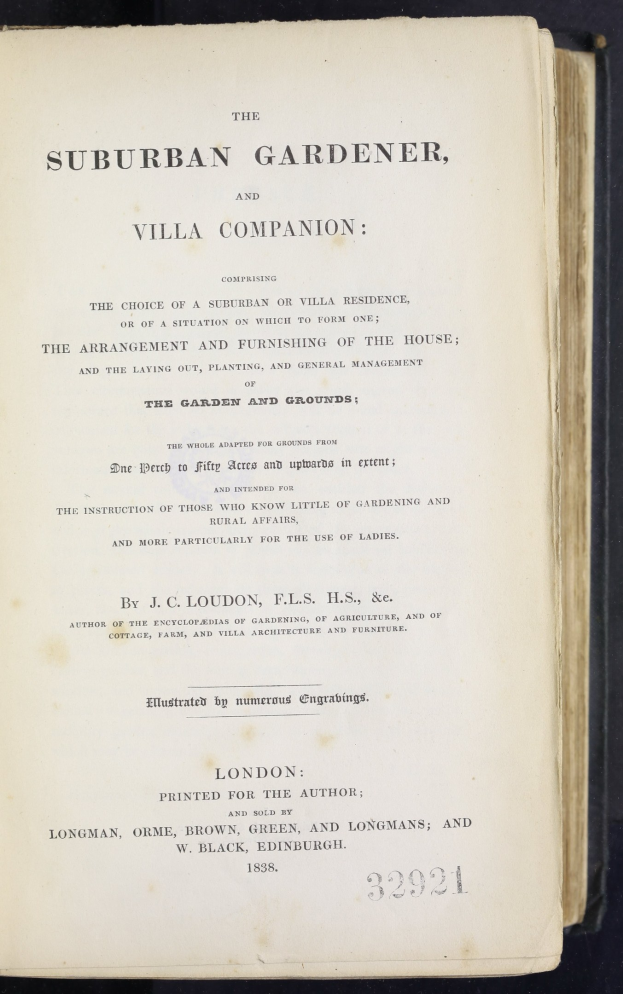 THE
SUBURBAN GARDENER,
AND
VILLA COMPANION:
COMPRISING
THE CHOICE OF A SUBURBAN OR VILLA RESIDENCE,
OR OF A SITUATION ON WHICH TO FORM ONE;
THE ARRANGEMENT AND FURNISHING OF THE HOUSE;
AND THE LAYING OUT, PLANTING, AND GENERAL MANAGEMENT
OF
THE GARDEN AND GROUNDS;
THE WHOLE ADAPTED FOR GROUNDS FROM
One Perch to Fifty Acres and upwards in extent;
AND INTENDED FOR
THE INSTRUCTION OF THOSE WHO KNOW LITTLE OF GARDENING AND
RURAL AFFAIRS,
AND MORE PARTICULARLY FOR THE USE OF LADIES.
BY J. C. LOUDON, F.L.S. H.S., &c.
AUTHOR OF THE ENCYCLOPÆDIAS OF GARDENING, OF AGRICULTURE, AND OF
COTTAGE, FARM, AND VILLA ARCHITECTURE AND FURNITURE.
Illustrated by numerous Engravings.
LONDON:
PRINTED FOR THE AUTHOR;
AND SOLD BY
LONGMAN, ORME, BROWN, GREEN, AND LONGMANS; AND
W. BLACK, EDINBURGH.
1838.
32921